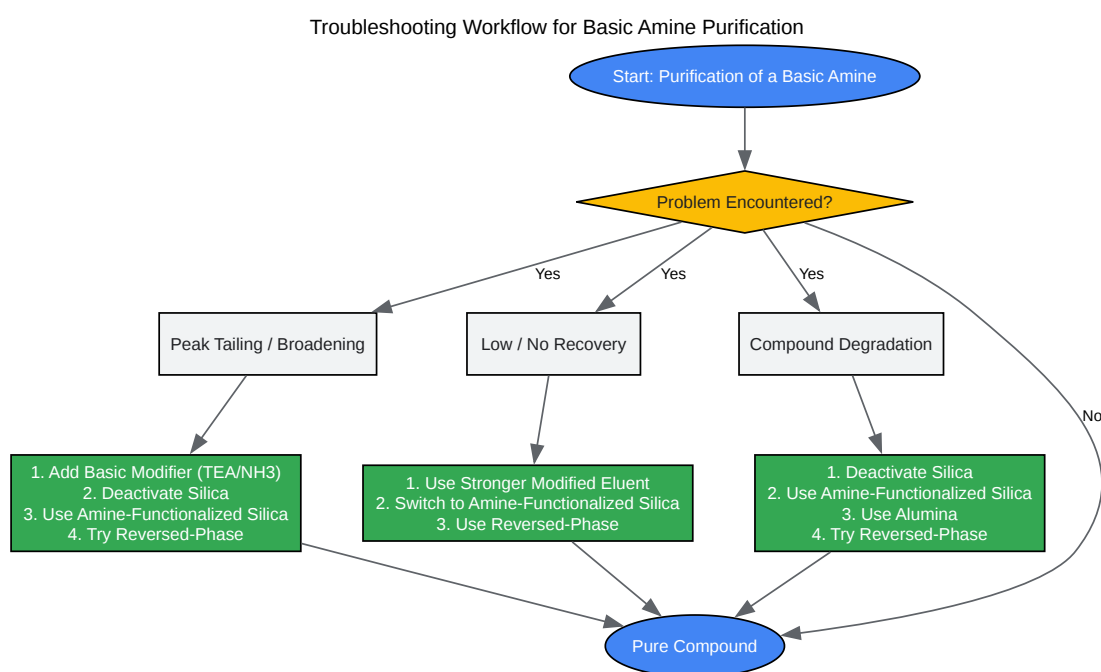 Troubleshooting Workflow for Basic Amine Purification
Start: Purification of a Basic Amine
Problem Encountered?
Yes
Yes
Yes
No
Peak Tailing / Broadening
Low / No Recovery
Compound Degradation
1. Add Basic Modifier (TEA/NH3)
2. Deactivate Silica
3. Use Amine-Functionalized Silica
4. Try Reversed-Phase
1. Use Stronger Modified Eluent
2. Switch to Amine-Functionalized Silica
3. Use Reversed-Phase
1. Deactivate Silica
2. Use Amine-Functionalized Silica
3. Use Alumina
4. Try Reversed-Phase
Pure Compound